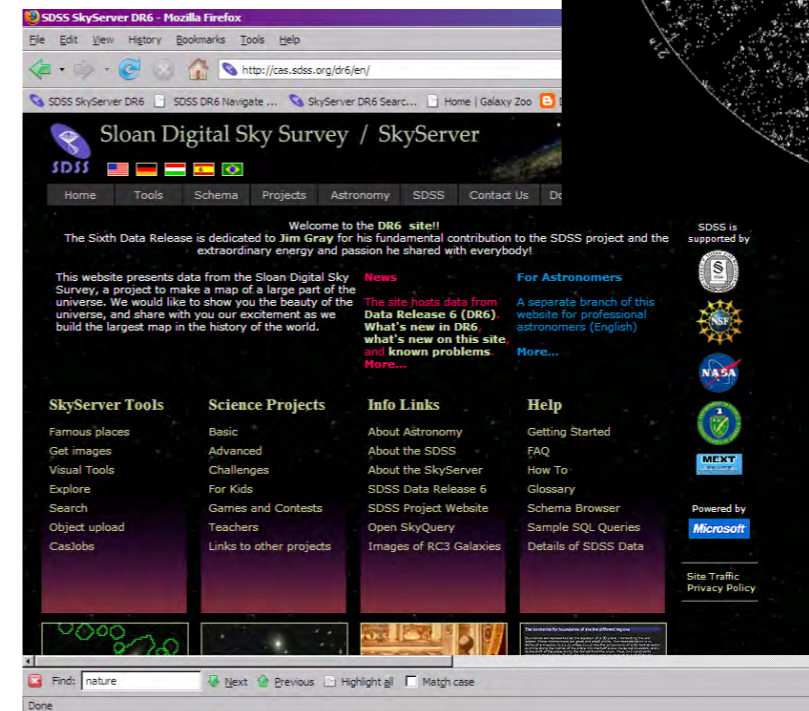 SDSS SkyServer DR6 - Mozilla Firefox
File Edit View History Bookmarks Tools Help
http://cas.sdss.org/dr6/en/
SDSS SkyServer DR6 SDSS DR6 Navigate ... SkyServer DR6 Searc... Home | Galaxy Zoo
21h
Sloan Digital Sky Survey / SkyServer
SDSS
Home Tools Schema Projects Astronomy SDSS Contact Us
Welcome to the DR6 site!!
The Sixth Data Release is dedicated to Jim Gray for his fundamental contribution to the SDSS project and the
extraordinary energy and passion he shared with everybody!
This website presents data from the Sloan Digital Sky
Survey, a project to make a map of a large part of the
universe. We would like to show you the beauty of the
universe, and share with you our excitement as we
build the largest map in the history of the world.
News
The site hosts data from
Data Release 6 (DR6).
What's new in DR6,
what's new on this site,
and known problems.
More...
For Astronomers
A separate branch of this
website for professional
astronomers (English)
More...
SDSS is
supported by
NSF
NASA
MEXT
Powered by
Microsoft
Site Traffic
Privacy Policy
SkyServer Tools
Famous places
Get images
Visual Tools
Explore
Search
Object upload
CasJobs
Science Projects
Basic
Advanced
Challenges
For Kids
Games and Contests
Teachers
Links to other projects
Info Links
About Astronomy
About the SDSS
About the SkyServer
SDSS Data Release 6
SDSS Project Website
Open SkyQuery
Images of RC3 Galaxies
Help
Getting Started
FAQ
How To
Glossary
Schema Browser
Sample SQL Queries
Details of SDSS Data
Find: nature Next Previous Highlight all Match case
Done